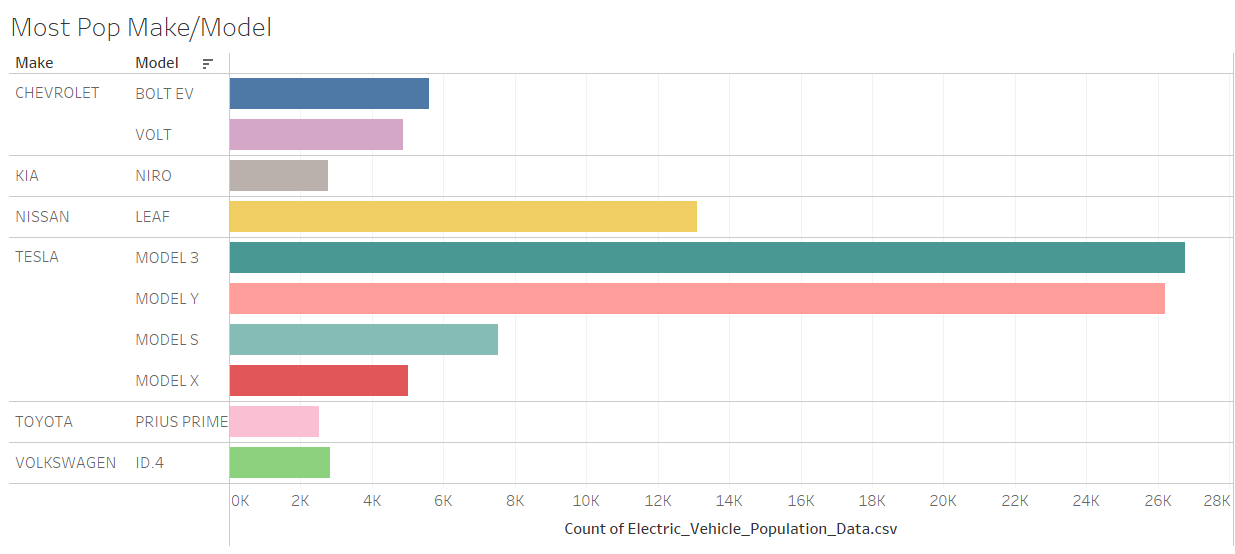 Most Pop Make/Model
Make Model
CHEVROLET BOLT EV
VOLT
KIA NIRO
NISSAN LEAF
TESLA MODEL 3
MODEL Y
MODEL S
MODEL X
TOYOTA PRIUS PRIME
VOLKSWAGEN ID.4
0K 2K 4K 6K 8K 10K 12K 14K 16K 18K 20K 22K 24K 26K 28K
Count of Electric_Vehicle_Population_Data.csv